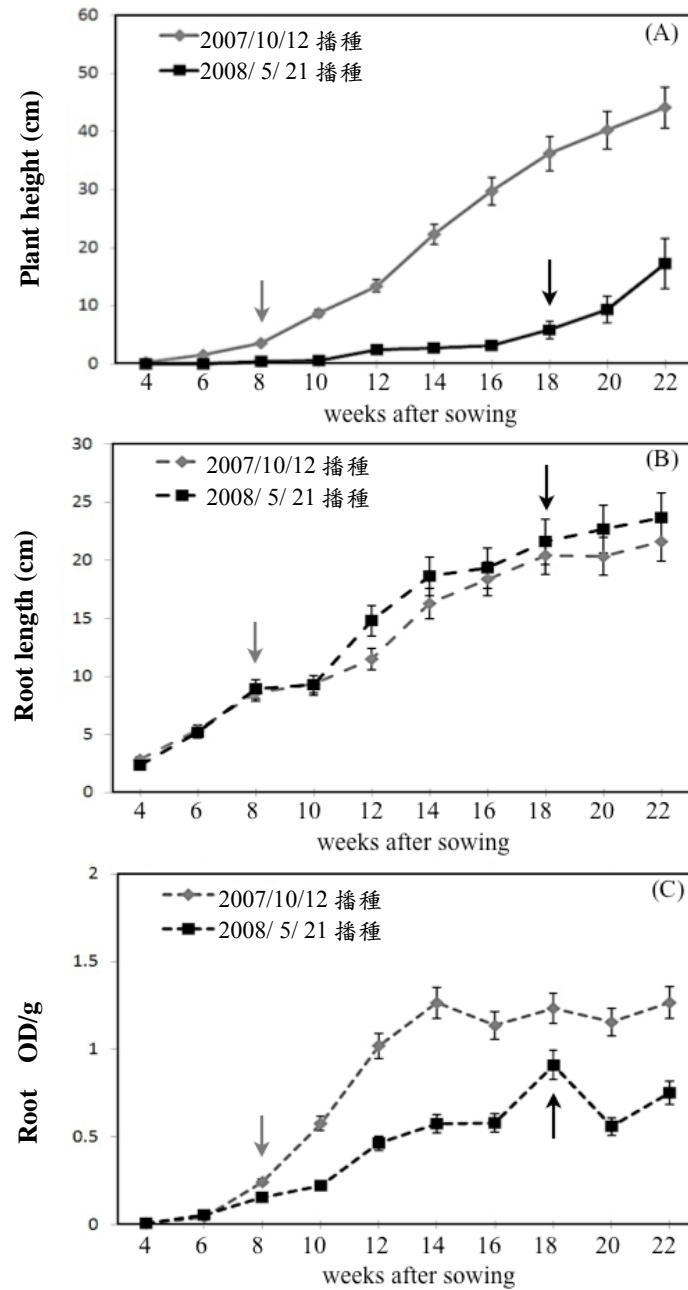 (A)
2007/10/12 播種
2008/ 5/ 21 播種
Plant height (cm)
60
50
40
30
20
10
0
4 6 8 10 12 14 16 18 20 22
weeks after sowing
(B)
2007/10/12 播種
2008/ 5/ 21 播種
Root length (cm)
30
25
20
15
10
5
0
4 6 8 10 12 14 16 18 20 22
weeks after sowing
(C)
2007/10/12 播種
2008/ 5/ 21 播種
Root OD/g
2
1.5
1
0.5
0
4 6 8 10 12 14 16 18 20 22
weeks after sowing